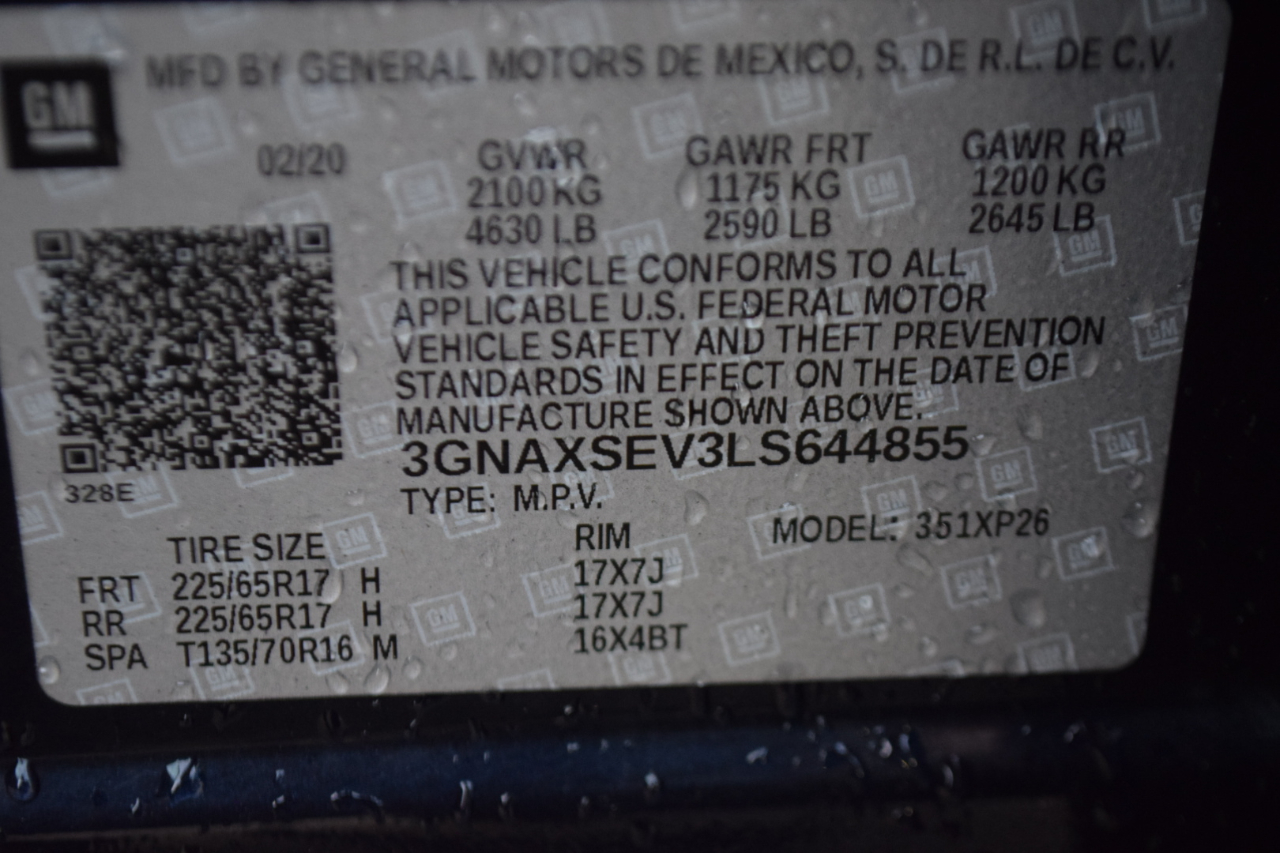 GM
MFD BY GENERAL MOTORS DE MEXICO, S. DE R.L. DE C.V.
02/20 GVWR GAWR FRT GAWR RR
2100 KG 1175 KG 1200 KG
4630 LB 2590 LB 2645 LB
THIS VEHICLE CONFORMS TO ALL
APPLICABLE U.S. FEDERAL MOTOR
VEHICLE SAFETY AND THEFT PREVENTION
STANDARDS IN EFFECT ON THE DATE OF
MANUFACTURE SHOWN ABOVE.
3GNAXSEV3LS644855
328E
TYPE: M.P.V.
MODEL: 351XP26
TIRE SIZE RIM
FRT 225/65R17 H 17X7J
RR 225/65R17 H 17X7J
SPA T135/70R16 M 16X4BT